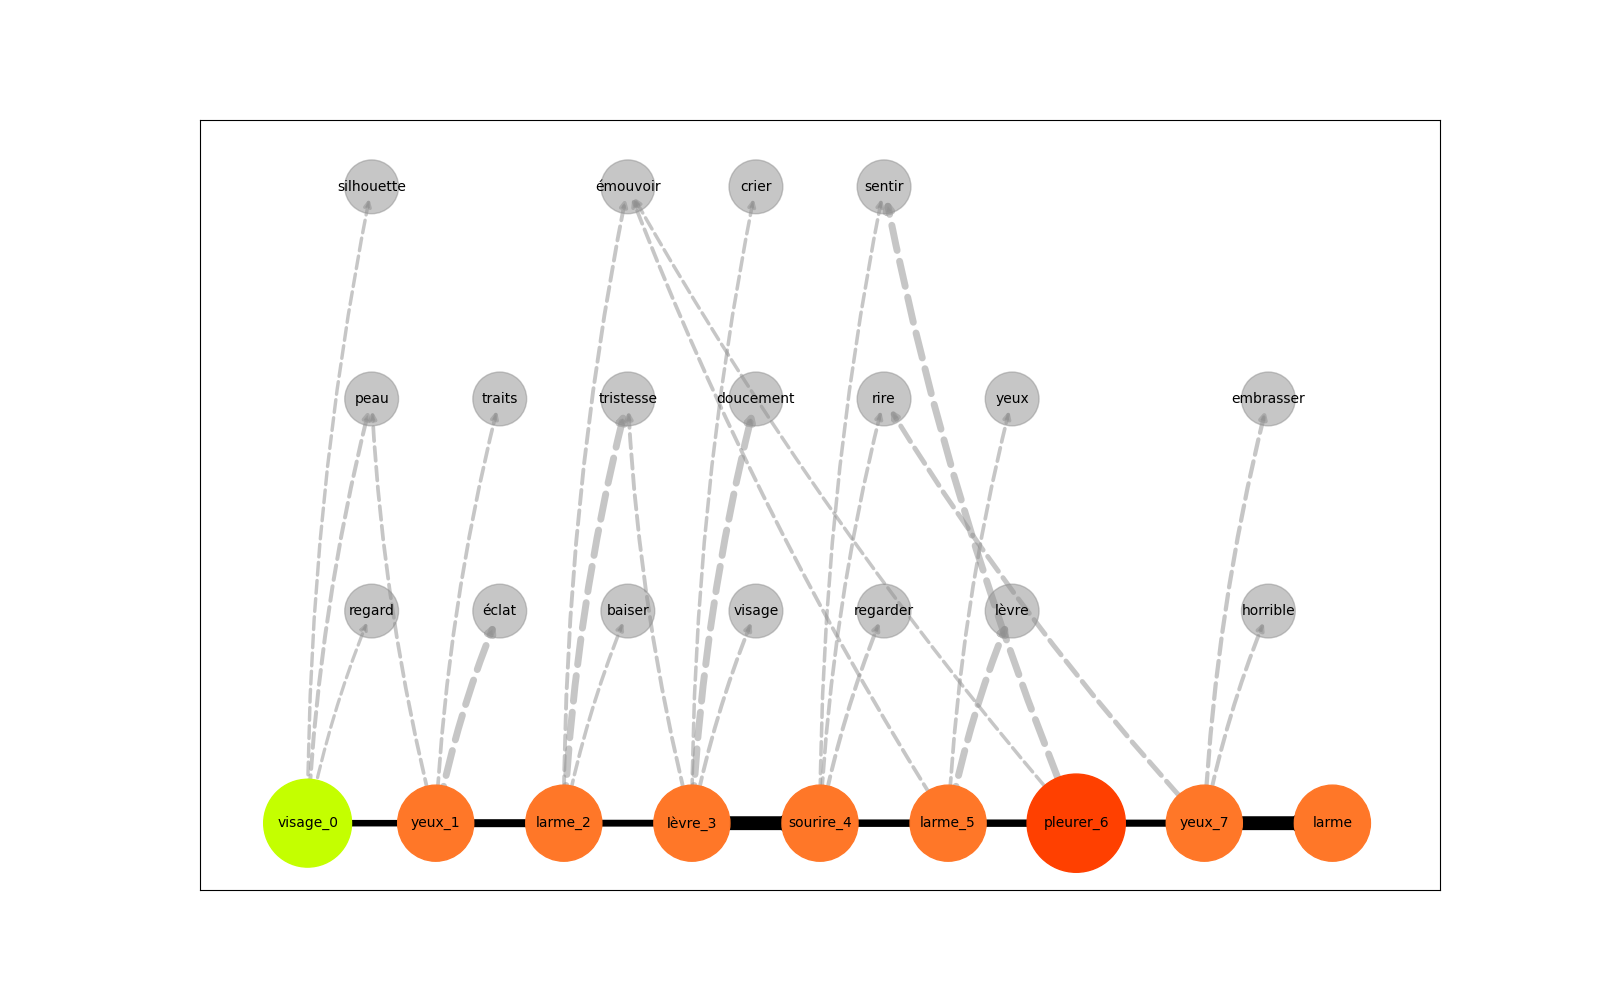 silhouette
émouvoir
crier
sentir
peau
traits
tristesse
doucement
rire
yeux
embrasser
regard
éclat
baiser
visage
regarder
lèvre
horrible
visage_0
yeux_1
larme_2
lèvre_3
sourire_4
larme_5
pleurer_6
yeux_7
larme